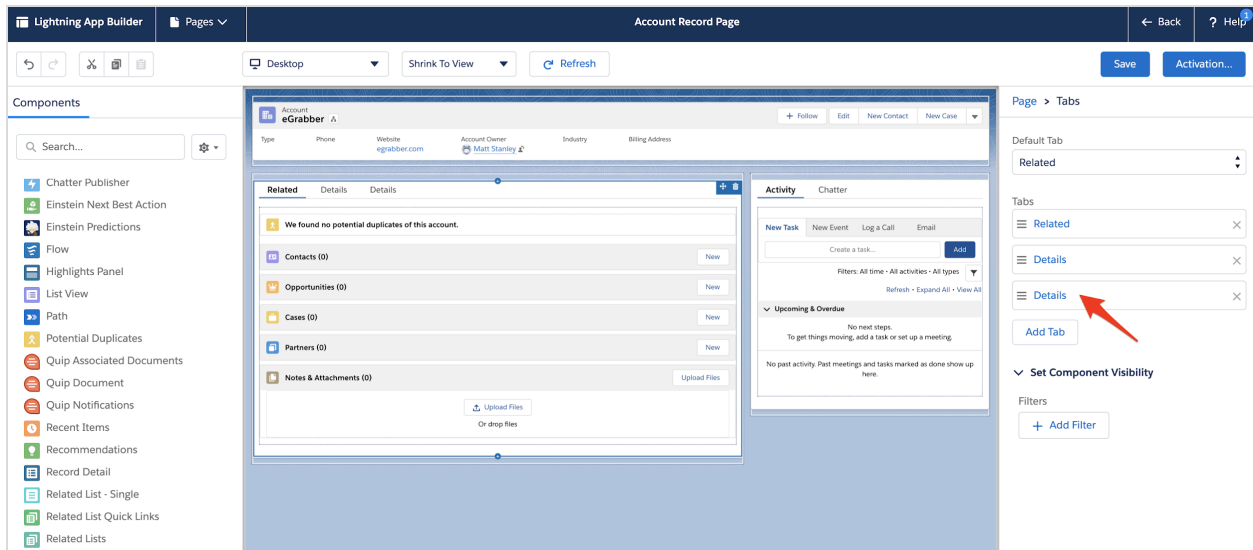 Lightning App Builder
Pages
Account Record Page
Back
? Help
1
Desktop
Shrink To View
Refresh
Save
Activation...
Components
Search...
Chatter Publisher
Einstein Next Best Action
Einstein Predictions
Flow
Highlights Panel
List View
Path
Potential Duplicates
Quip Associated Documents
Quip Document
Quip Notifications
Recent Items
Recommendations
Record Detail
Related List - Single
Related List Quick Links
Related Lists
Account
eGrabber
+ Follow
Edit
New Contact
New Case
Type
Phone
Website
Account Owner
Industry
Billing Address
egrabber.com
Matt Stanley
Related
Details
Details
We found no potential duplicates of this account.
Contacts (0)
New
Opportunities (0)
New
Cases (0)
New
Partners (0)
New
Notes & Attachments (0)
Upload Files
Upload Files
Or drop files
Activity
Chatter
New Task
New Event
Log a Call
Email
Create a task...
Add
Filters: All time • All activities • All types
Refresh • Expand All • View All
Upcoming & Overdue
No next steps.
To get things moving, add a task or set up a meeting.
No past activity. Past meetings and tasks marked as done show up
here.
Page > Tabs
Default Tab
Related
Tabs
Related
Details
Details
Add Tab
Set Component Visibility
Filters
+ Add Filter